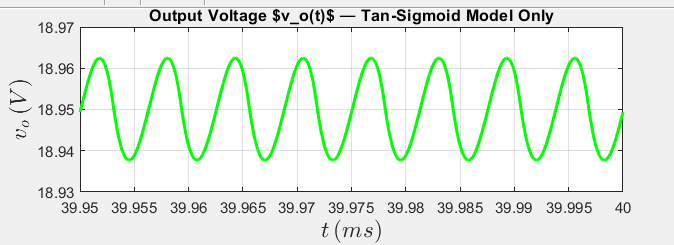 Output Voltage $v_o(t)$ — Tan-Sigmoid Model Only
18.97
18.96
18.95
18.94
18.93
v_o (V)
39.95 39.955 39.96 39.965 39.97 39.975 39.98 39.985 39.99 39.995 40
t (ms)